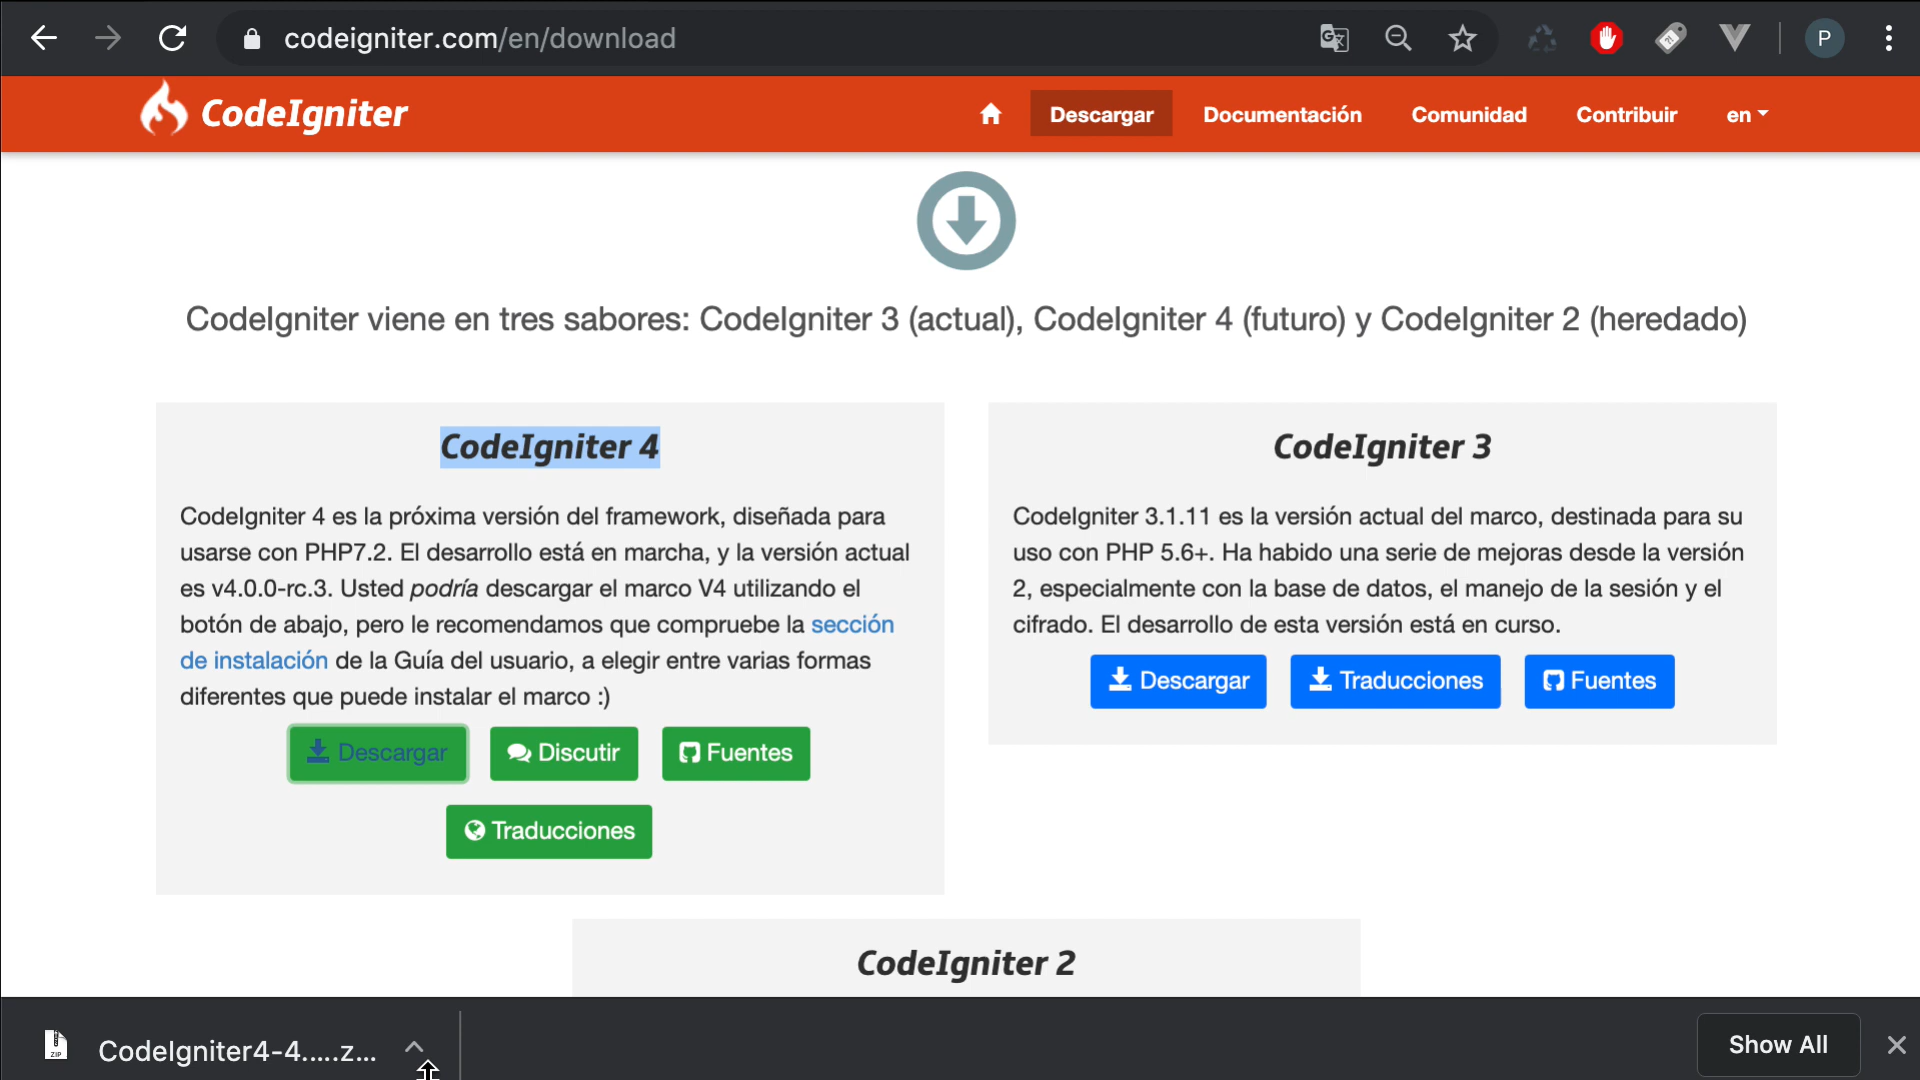 codeigniter.com/en/download
P
CodeIgniter
Descargar
Documentación
Comunidad
Contribuir
en
CodeIgniter viene en tres sabores: CodeIgniter 3 (actual), CodeIgniter 4 (futuro) y CodeIgniter 2 (heredado)
CodeIgniter 4
CodeIgniter 4 es la próxima versión del framework, diseñada para
usarse con PHP7.2. El desarrollo está en marcha, y la versión actual
es v4.0.0-rc.3. Usted podría descargar el marco V4 utilizando el
botón de abajo, pero le recomendamos que compruebe la sección
de instalación de la Guía del usuario, a elegir entre varias formas
diferentes que puede instalar el marco :)
Descargar
Discutir
Fuentes
Traducciones
CodeIgniter 3
CodeIgniter 3.1.11 es la versión actual del marco, destinada para su
uso con PHP 5.6+. Ha habido una serie de mejoras desde la versión
2, especialmente con la base de datos, el manejo de la sesión y el
cifrado. El desarrollo de esta versión está en curso.
Descargar
Traducciones
Fuentes
CodeIgniter 2
ZIP
CodeIgniter4-4.....z...
Show All